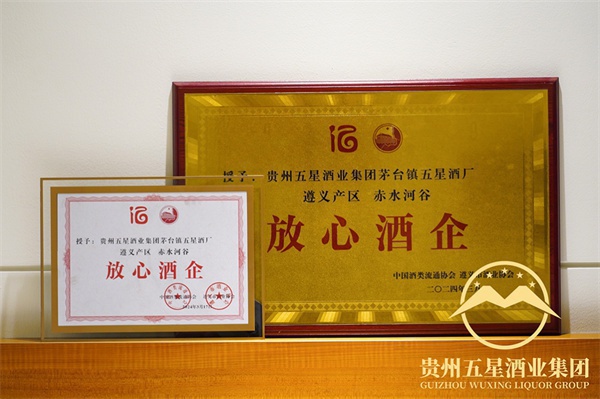 授予：贵州五星酒业集团茅台镇五星酒厂
遵义产区 赤水河谷
放心酒企
中国酒类流通协会
二〇二四年三月
授予：贵州五星酒业集团茅台镇五星酒厂
遵义产区 赤水河谷
放心酒企
贵州五星酒业集团
GUIZHOU WUXING LIQUOR GROUP